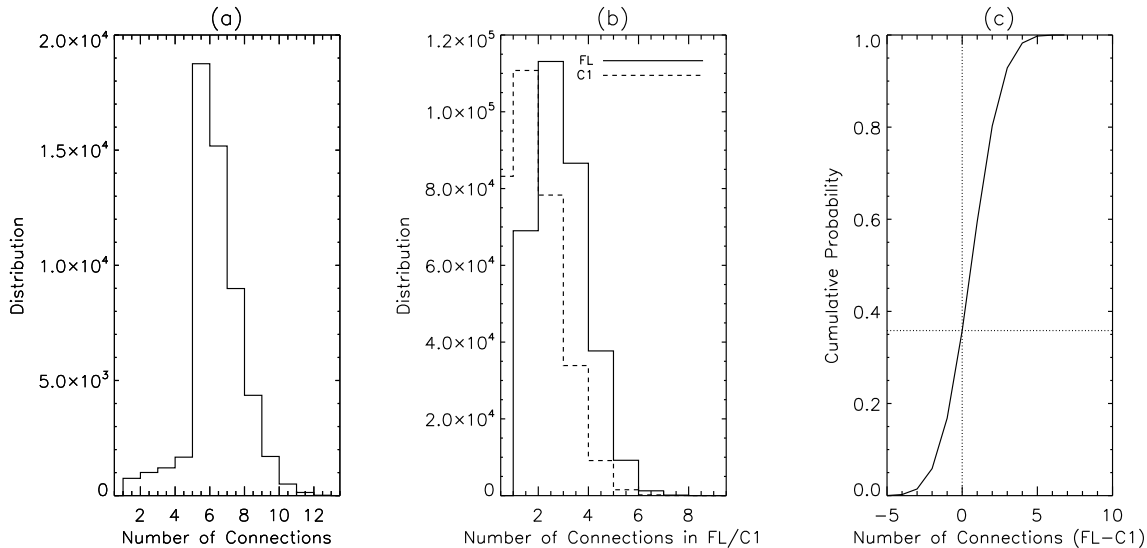 (a)
2.0×10⁴
1.5×10⁴
1.0×10⁴
5.0×10³
0
2 4 6 8 10 12
Distribution
Number of Connections
(b)
1.2×10⁵
1.0×10⁵
8.0×10⁴
6.0×10⁴
4.0×10⁴
2.0×10⁴
0
2 4 6 8
Distribution
Number of Connections in FL/C1
FL
C1
(c)
1.0
0.8
0.6
0.4
0.2
0.0
−5 0 5 10
Cumulative Probability
Number of Connections (FL−C1)